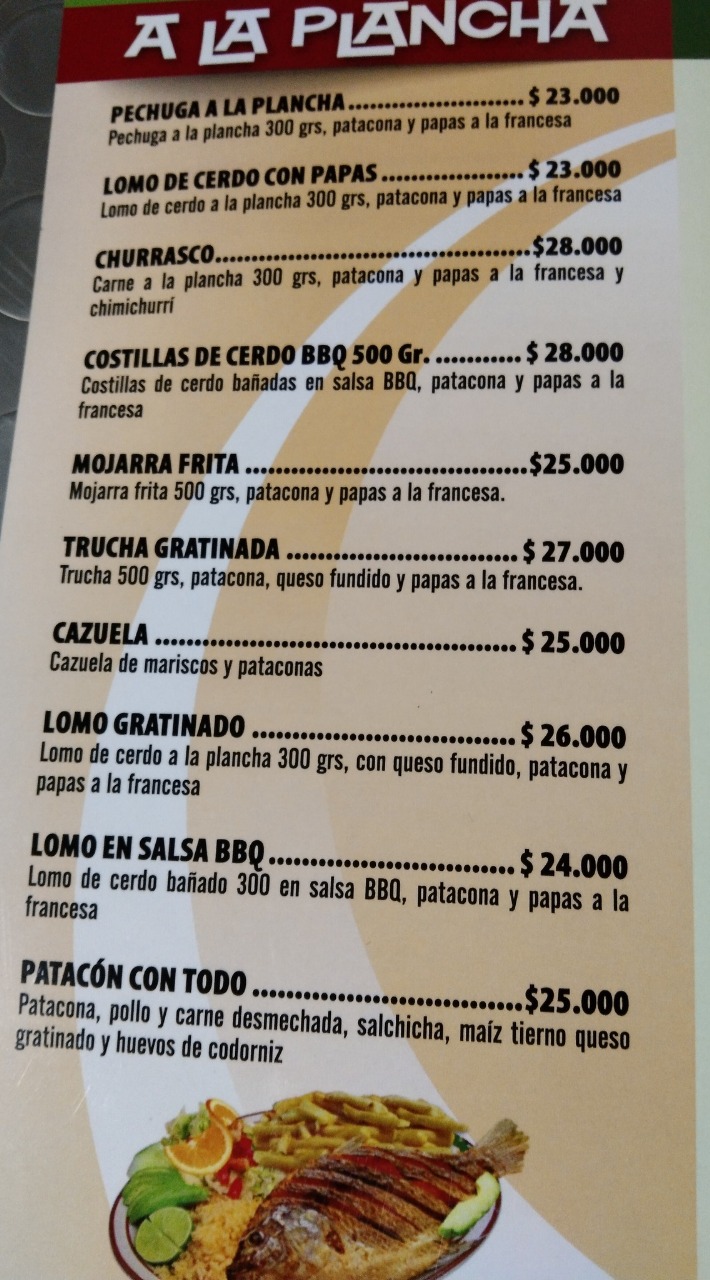 A LA PLANCHA
PECHUGA A LA PLANCHA........................... $ 23.000
Pechuga a la plancha 300 grs, patacona y papas a la francesa
LOMO DE CERDO CON PAPAS ...................... $ 23.000
Lomo de cerdo a la plancha 300 grs, patacona y papas a la francesa
CHURRASCO................................................$28.000
Carne a la plancha 300 grs, patacona y papas a la francesa y
chimichurrí
COSTILLAS DE CERDO BBQ 500 Gr. ........... $ 28.000
Costillas de cerdo bañadas en salsa BBQ, patacona y papas a la
francesa
MOJARRA FRITA .....................................$25.000
Mojarra frita 500 grs, patacona y papas a la francesa.
TRUCHA GRATINADA .............................. $ 27.000
Trucha 500 grs, patacona, queso fundido y papas a la francesa.
CAZUELA ............................................... $ 25.000
Cazuela de mariscos y pataconas
LOMO GRATINADO .................................. $ 26.000
Lomo de cerdo a la plancha 300 grs, con queso fundido, patacona y
papas a la francesa
LOMO EN SALSA BBQ................................ $ 24.000
Lomo de cerdo bañado 300 en salsa BBQ, patacona y papas a la
francesa
PATACÓN CON TODO ..................................$25.000
Patacona, pollo y carne desmechada, salchicha, maíz tierno queso
gratinado y huevos de codorniz